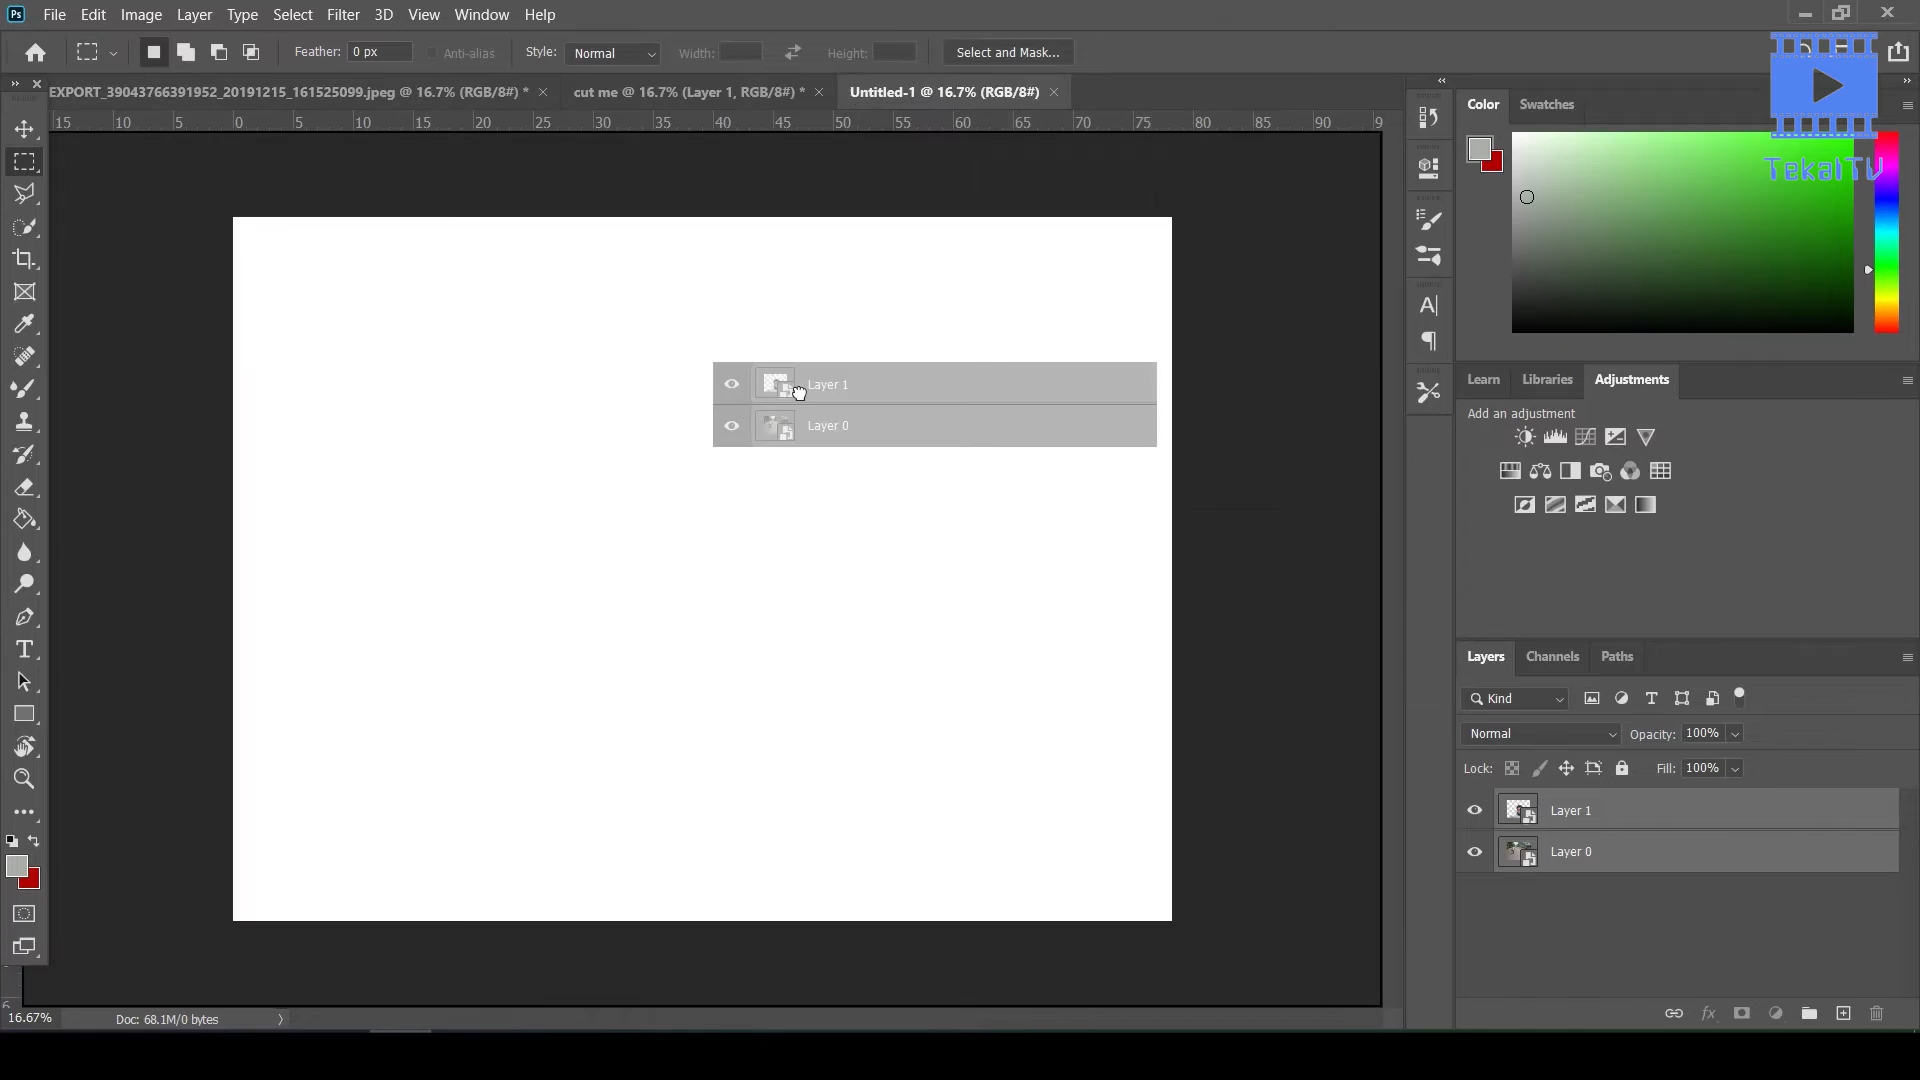 Ps File Edit Image Layer Type Select Filter 3D View Window Help
Feather: 0 px Anti-alias Style: Normal Width: Height: Select and Mask...
EXPORT_39043766391952_20191215_161525099.jpeg @ 16.7% (RGB/8#) * cut me @ 16.7% (Layer 1, RGB/8#) * Untitled-1 @ 16.7% (RGB/8#)
15 10 5 0 5 10 15 20 25 30 35 40 45 50 55 60 65 70 75 80 85 90 9
Color Swatches
TekalTV
Layer 1
Layer 0
Learn Libraries Adjustments
Add an adjustment
Layers Channels Paths
Kind
Normal Opacity: 100%
Lock: Fill: 100%
Layer 1
Layer 0
6
16.67% Doc: 68.1M/0 bytes